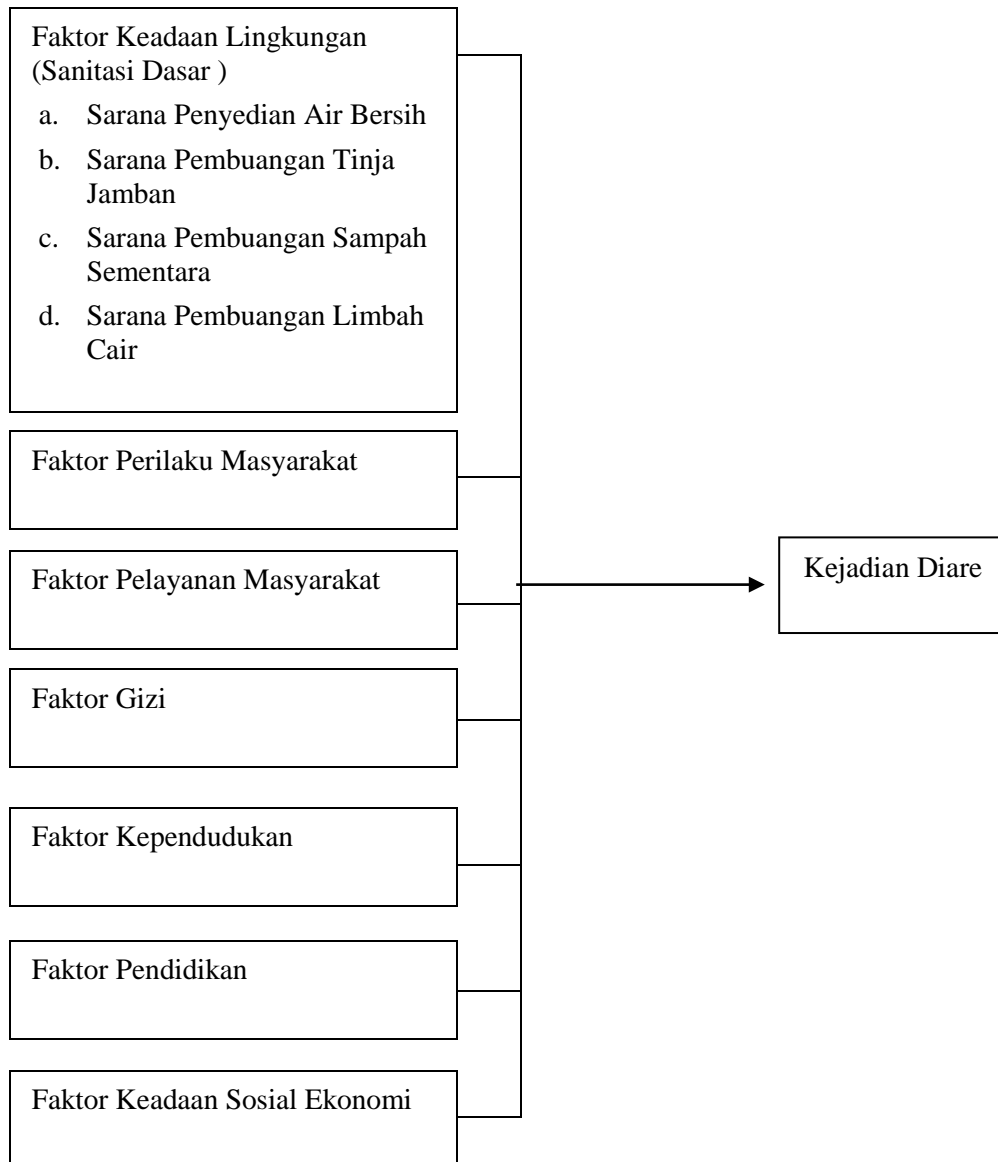 Faktor Keadaan Lingkungan
(Sanitasi Dasar )
a. Sarana Penyedian Air Bersih
b. Sarana Pembuangan Tinja
Jamban
c. Sarana Pembuangan Sampah
Sementara
d. Sarana Pembuangan Limbah
Cair
Faktor Perilaku Masyarakat
Faktor Pelayanan Masyarakat
Kejadian Diare
Faktor Gizi
Faktor Kependudukan
Faktor Pendidikan
Faktor Keadaan Sosial Ekonomi